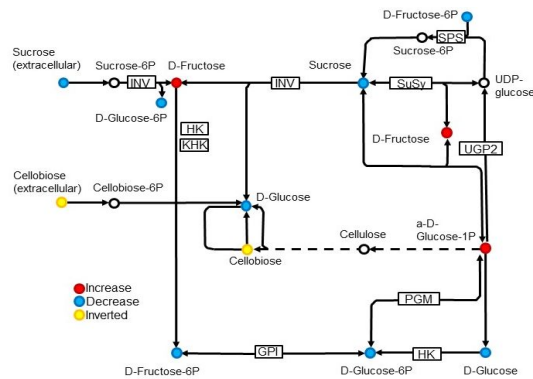 D-Fructose-6P
SPS
Sucrose-6P
Sucrose
(extracellular)
Sucrose-6P
D-Fructose
Sucrose
INV
INV
SuSy
UDP-
glucose
D-Glucose-6P
HK
KHK
D-Fructose
UGP2
Cellobiose
(extracellular)
Cellobiose-6P
D-Glucose
Cellulose
a-D-
Glucose-1P
Cellobiose
Increase
Decrease
Inverted
PGM
GPI
HK
D-Fructose-6P
D-Glucose-6P
D-Glucose